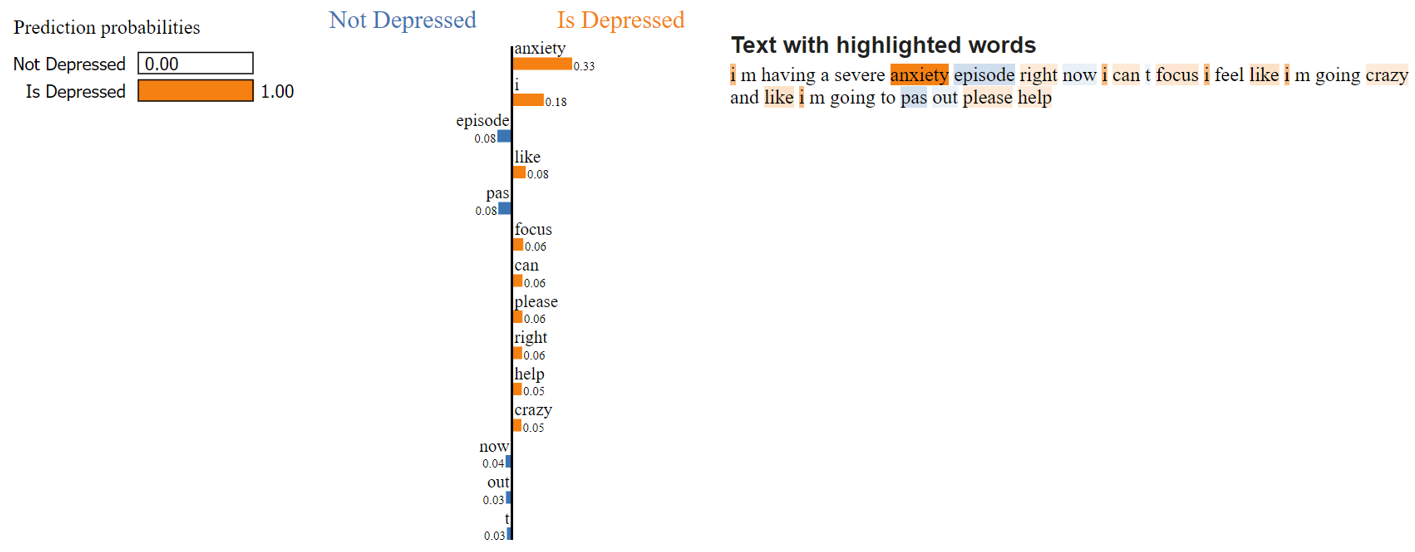 Prediction probabilities
Not Depressed 0.00
Is Depressed 1.00
Not Depressed Is Depressed
anxiety
0.33
i
0.18
episode
0.08
like
0.08
pas
0.08
focus
0.06
can
0.06
please
0.06
right
0.06
help
0.05
crazy
0.05
now
0.04
out
0.03
t
0.03
Text with highlighted words
i m having a severe anxiety episode right now i can t focus i feel like i m going crazy
and like i m going to pas out please help